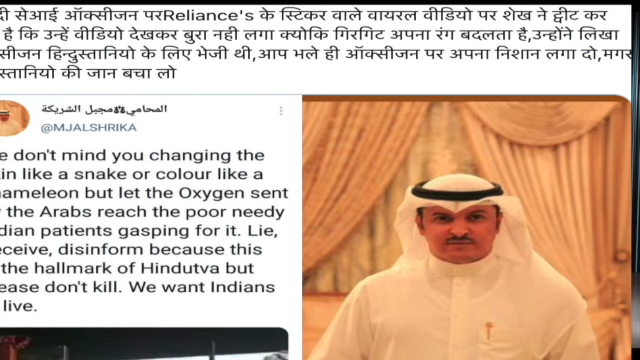 दी सेआई ऑक्सीजन परReliance's के स्टिकर वाले वायरल वीडियो पर शेख ने ट्वीट कर
है कि उन्हें वीडियो देखकर बुरा नही लगा क्योकि गिरगिट अपना रंग बदलता है,उन्होंने लिखा
सीजन हिन्दुस्तानियो के लिए भेजी थी,आप भले ही ऑक्सीजन पर अपना निशान लगा दो,मगर
स्तानियो की जान बचा लो
المحامي⚖مجبل الشريكة
@MJALSHRIKA
e don't mind you changing the
in like a snake or colour like a
hameleon but let the Oxygen sent
the Arabs reach the poor needy
dian patients gasping for it. Lie,
eceive, disinform because this
the hallmark of Hindutva but
ease don't kill. We want Indians
live.